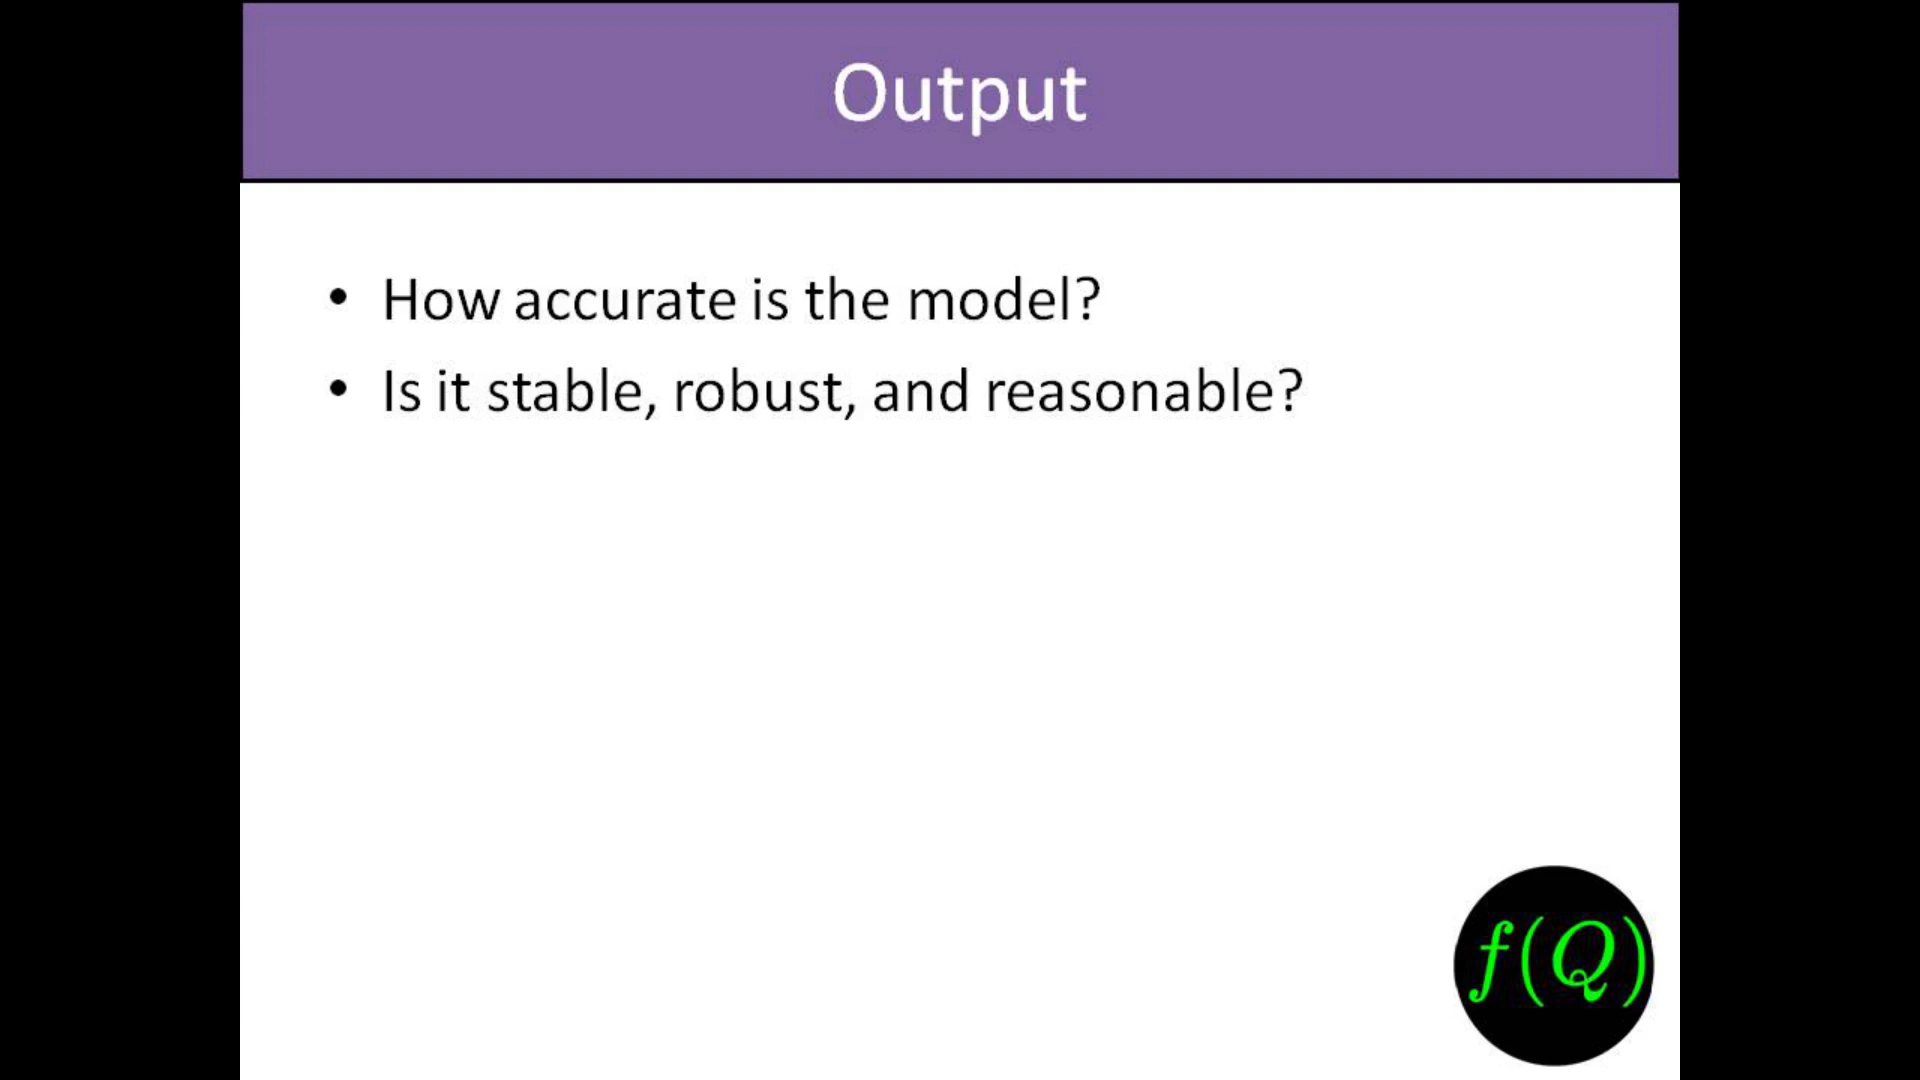 Output
• How accurate is the model?
• Is it stable, robust, and reasonable?
f(Q)